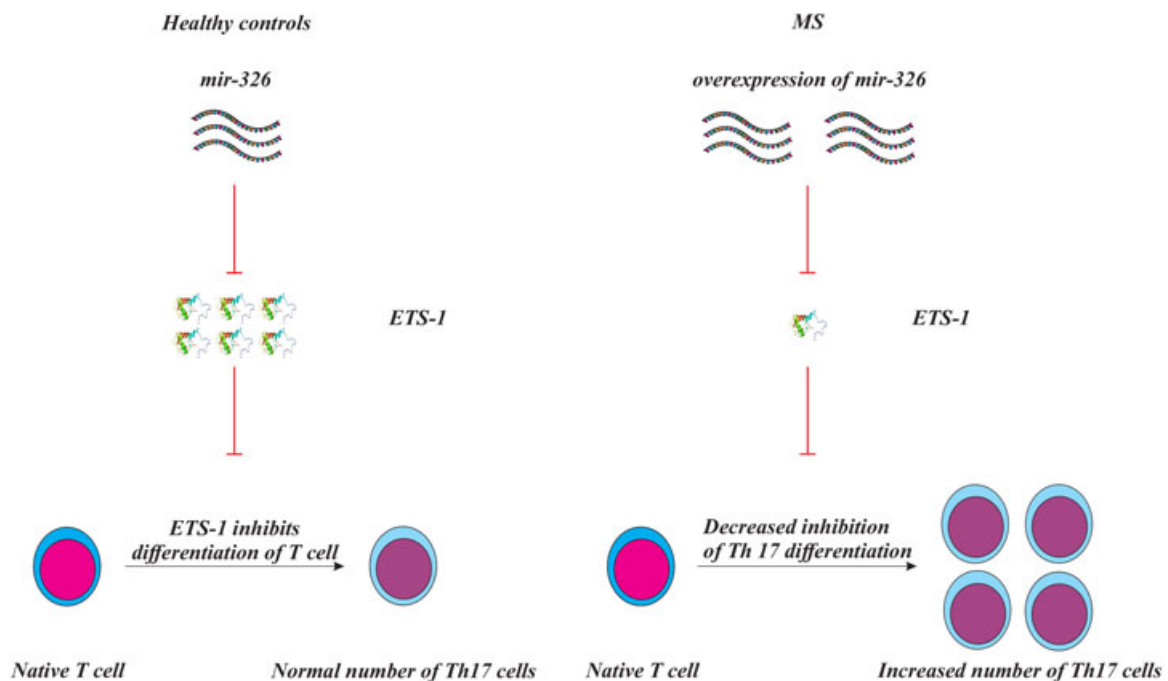 Healthy controls
mir-326
ETS-1
ETS-1 inhibits
differentiation of T cell
Native T cell
Normal number of Th17 cells
MS
overexpression of mir-326
ETS-1
Decreased inhibition
of Th 17 differentiation
Native T cell
Increased number of Th17 cells